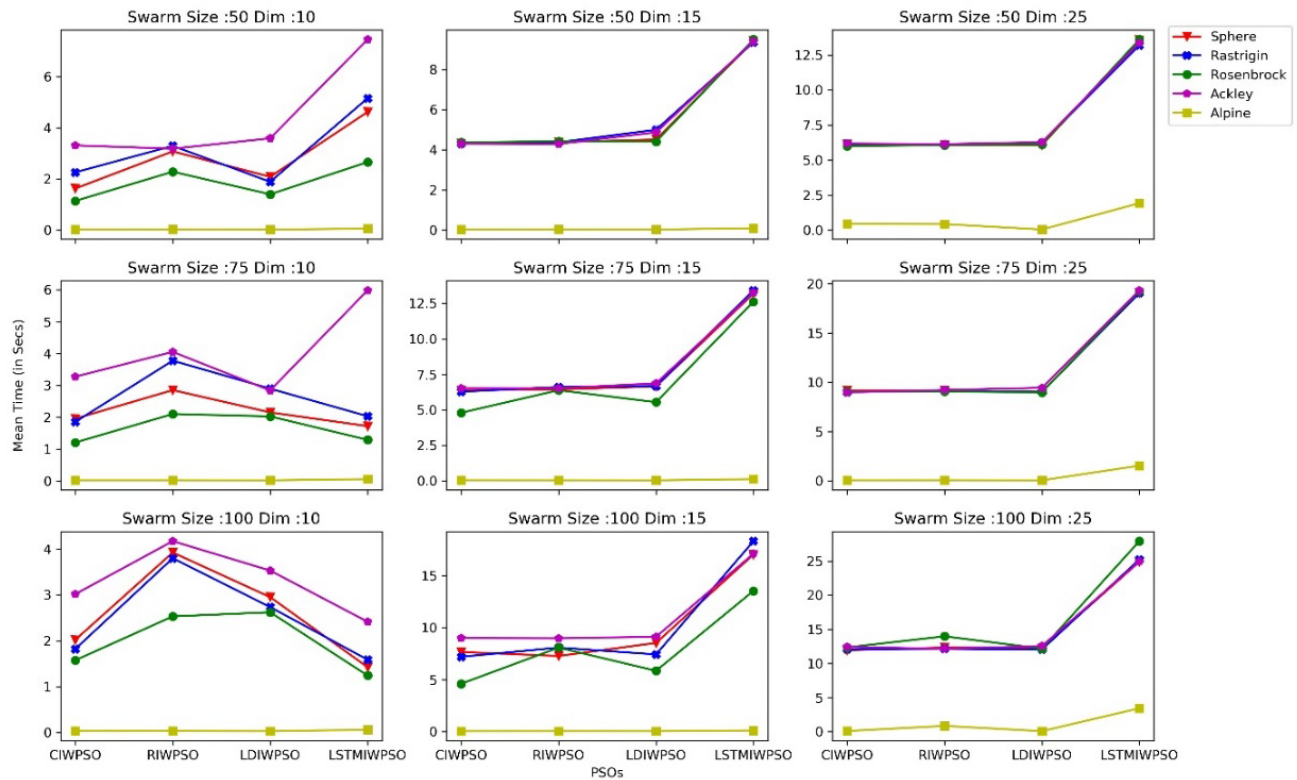 Swarm Size :50 Dim :10
Swarm Size :50 Dim :15
Swarm Size :50 Dim :25
6
4
2
0
8
6
4
2
0
12.5
10.0
7.5
5.0
2.5
0.0
Sphere
Rastrigin
Rosenbrock
Ackley
Alpine
Swarm Size :75 Dim :10
Swarm Size :75 Dim :15
Swarm Size :75 Dim :25
Mean Time (in Secs)
6
5
4
3
2
1
0
12.5
10.0
7.5
5.0
2.5
0.0
20
15
10
5
0
Swarm Size :100 Dim :10
Swarm Size :100 Dim :15
Swarm Size :100 Dim :25
4
3
2
1
0
15
10
5
0
25
20
15
10
5
0
CIWPSO RIWPSO LDIWPSO LSTMIWPSO
CIWPSO RIWPSO LDIWPSO LSTMIWPSO
CIWPSO RIWPSO LDIWPSO LSTMIWPSO
PSOs